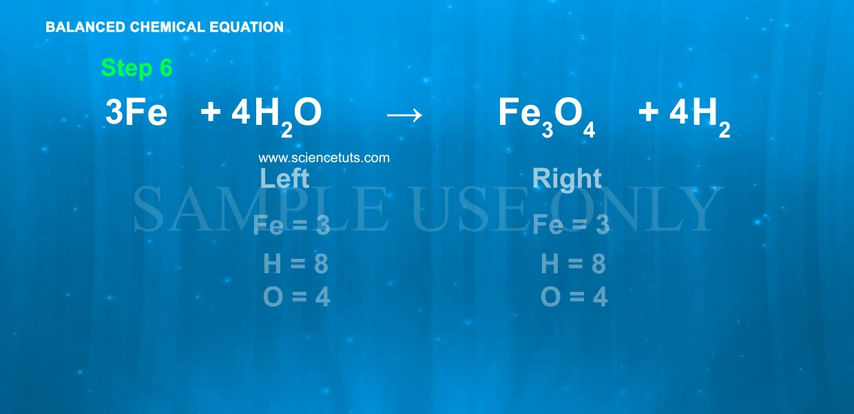 BALANCED CHEMICAL EQUATION
Step 6
3Fe + 4H₂O → Fe₃O₄ + 4H₂
www.sciencetuts.com
Left Right
SAMPLE USE ONLY
Fe = 3 Fe = 3
H = 8 H = 8
O = 4 O = 4